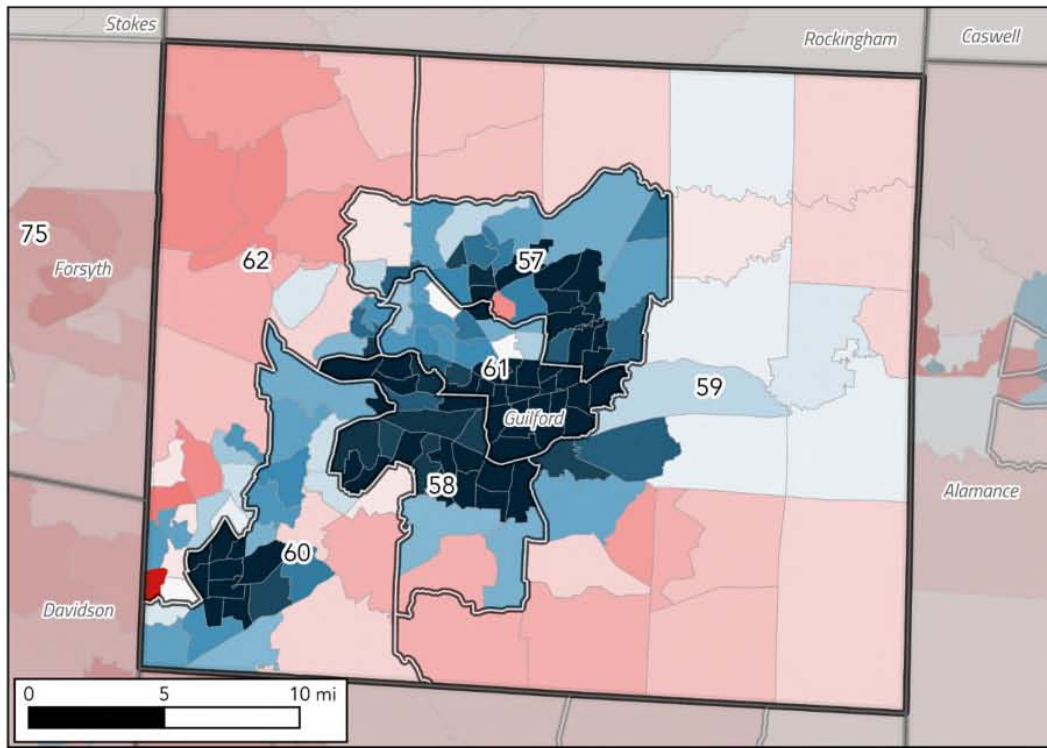 Stokes
Rockingham
Caswell
75
Forsyth
62
57
61
59
Guilford
58
Alamance
60
Davidson
0 5 10 mi